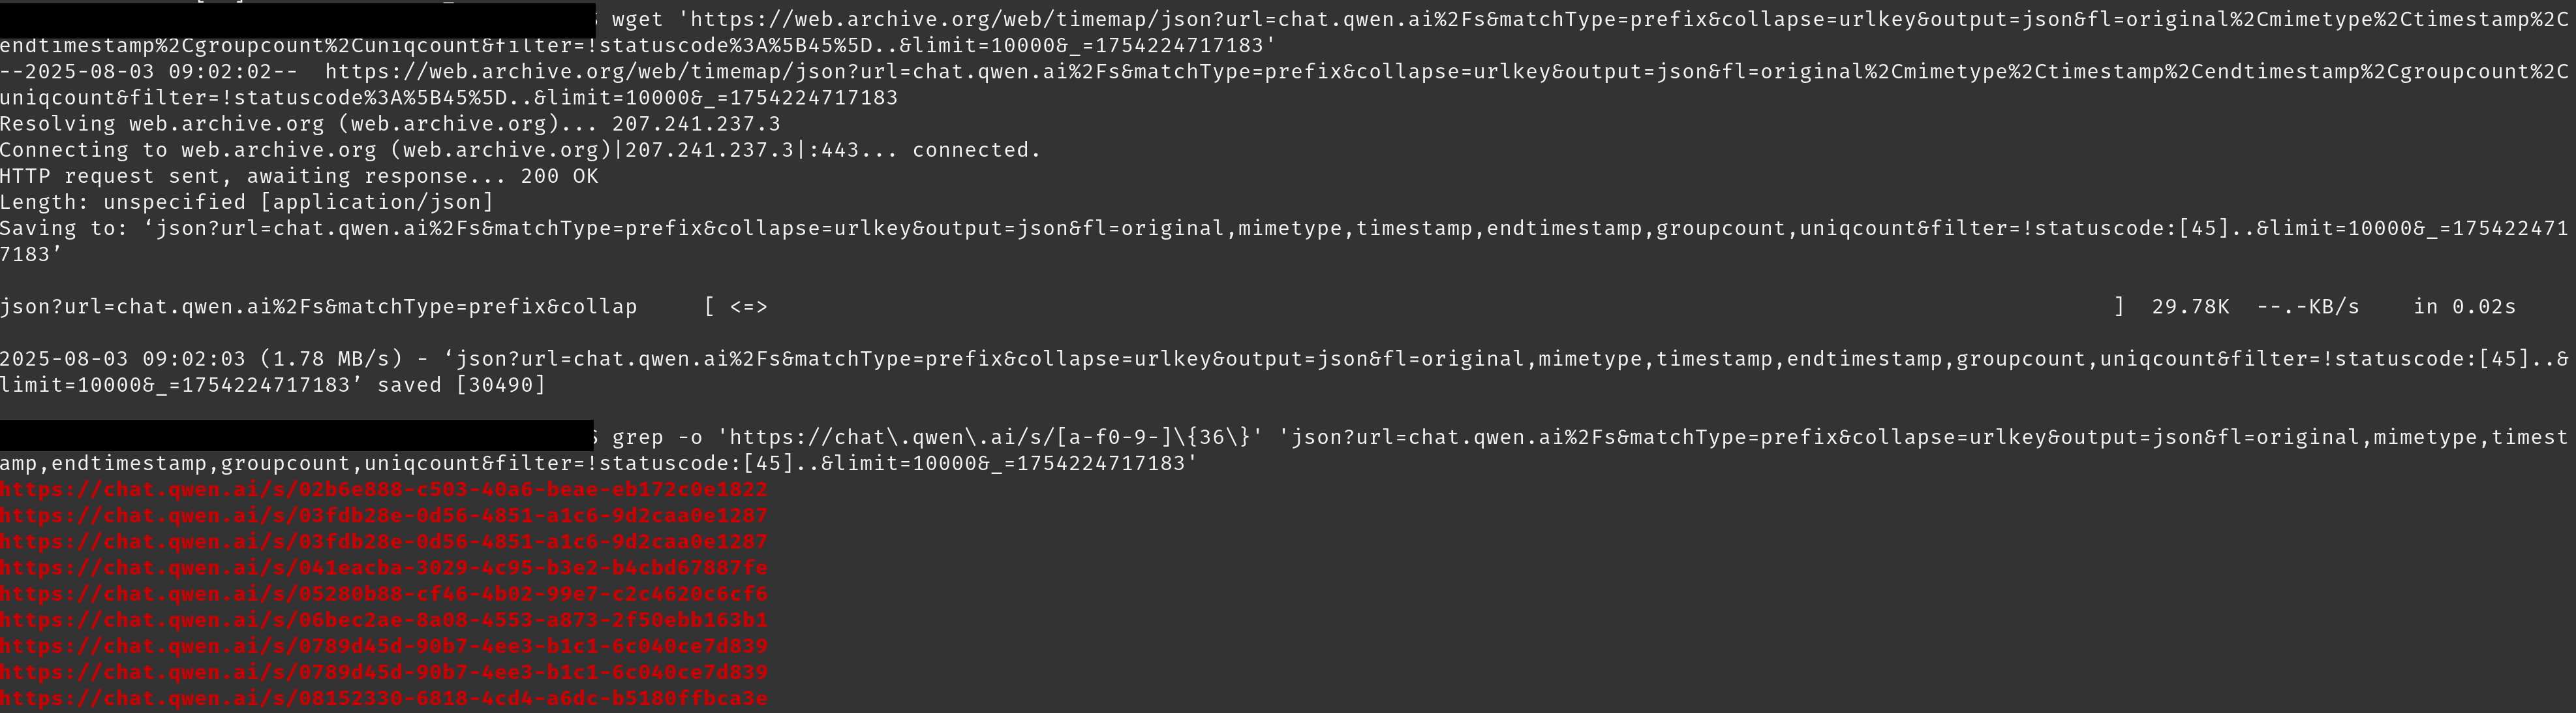 $ wget 'https://web.archive.org/web/timemap/json?url=chat.qwen.ai%2Fs&matchType=prefix&collapse=urlkey&output=json&fl=original%2Cmimetype%2Ctimestamp%2C
endtimestamp%2Cgroupcount%2Cuniqcount&filter=!statuscode%3A%5B45%5D..&limit=10000&_=1754224717183'
--2025-08-03 09:02:02--  https://web.archive.org/web/timemap/json?url=chat.qwen.ai%2Fs&matchType=prefix&collapse=urlkey&output=json&fl=original%2Cmimetype%2Ctimestamp%2Cendtimestamp%2Cgroupcount%2C
uniqcount&filter=!statuscode%3A%5B45%5D..&limit=10000&_=1754224717183
Resolving web.archive.org (web.archive.org)... 207.241.237.3
Connecting to web.archive.org (web.archive.org)|207.241.237.3|:443... connected.
HTTP request sent, awaiting response... 200 OK
Length: unspecified [application/json]
Saving to: ‘json?url=chat.qwen.ai%2Fs&matchType=prefix&collapse=urlkey&output=json&fl=original,mimetype,timestamp,endtimestamp,groupcount,uniqcount&filter=!statuscode:[45]..&limit=10000&_=175422471
7183’
json?url=chat.qwen.ai%2Fs&matchType=prefix&collap     [ <=>                                                                                                       ]  29.78K  --.-KB/s    in 0.02s
2025-08-03 09:02:03 (1.78 MB/s) - ‘json?url=chat.qwen.ai%2Fs&matchType=prefix&collapse=urlkey&output=json&fl=original,mimetype,timestamp,endtimestamp,groupcount,uniqcount&filter=!statuscode:[45]..&
limit=10000&_=1754224717183’ saved [30490]
$ grep -o 'https://chat\.qwen\.ai/s/[a-f0-9-]\{36\}' 'json?url=chat.qwen.ai%2Fs&matchType=prefix&collapse=urlkey&output=json&fl=original,mimetype,timest
amp,endtimestamp,groupcount,uniqcount&filter=!statuscode:[45]..&limit=10000&_=1754224717183'
https://chat.qwen.ai/s/02b6e888-c503-40a6-beae-eb172c0e1822
https://chat.qwen.ai/s/03fdb28e-0d56-4851-a1c6-9d2caa0e1287
https://chat.qwen.ai/s/03fdb28e-0d56-4851-a1c6-9d2caa0e1287
https://chat.qwen.ai/s/041eacba-3029-4c95-b3e2-b4cbd67887fe
https://chat.qwen.ai/s/05280b88-cf46-4b02-99e7-c2c4620c6cf6
https://chat.qwen.ai/s/06bec2ae-8a08-4553-a873-2f50ebb163b1
https://chat.qwen.ai/s/0789d45d-90b7-4ee3-b1c1-6c040ce7d839
https://chat.qwen.ai/s/0789d45d-90b7-4ee3-b1c1-6c040ce7d839
https://chat.qwen.ai/s/08152330-6818-4cd4-a6dc-b5180ffbca3e